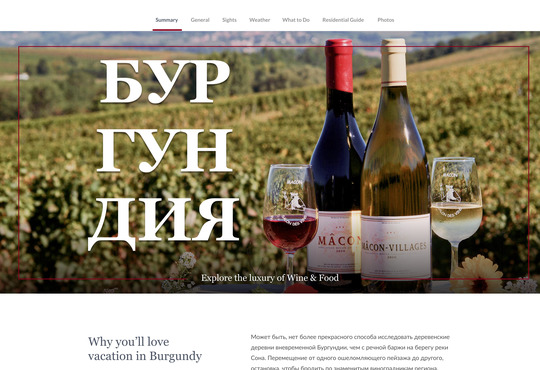 Summary General Sights Weather What to Do Residential Guide Photos
БУР
ГУН
ДИЯ
MÂCON
MÂCON
MÂCON
MÂCON-VILLAGES
Explore the luxury of Wine & Food
Why you’ll love
vacation in Burgundy
Может быть, нет более прекрасного способа исследовать деревенские
деревни вневременной Бургундии, чем с речной баржи на берегу реки
Сона. Перемещение от одного ошеломляющего пейзажа до другого,
остановка, чтобы бродить по знаменитым виноградникам региона,